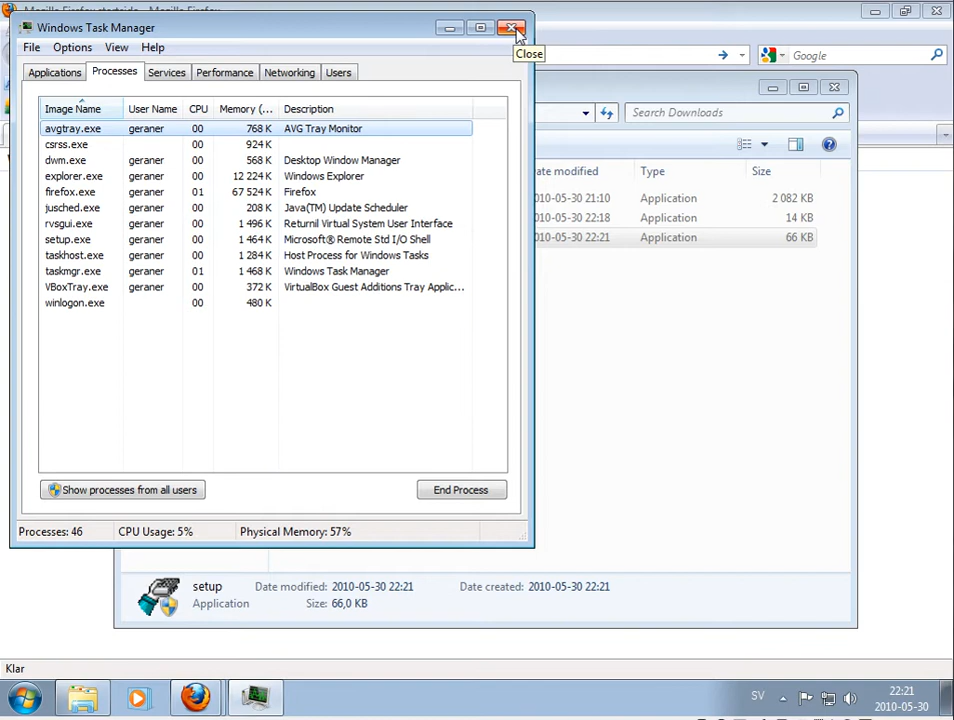 Mozilla Firefox startsida - Mozilla Firefox
Windows Task Manager
File Options View Help
Close
Google
Applications Processes Services Performance Networking Users
Search Downloads
Image Name User Name CPU Memory (... Description
avgtray.exe geraner 00 768 K AVG Tray Monitor
csrss.exe 00 924 K
dwm.exe geraner 00 568 K Desktop Window Manager
explorer.exe geraner 00 12 224 K Windows Explorer
firefox.exe geraner 01 67 524 K Firefox
jusched.exe geraner 00 208 K Java(TM) Update Scheduler
rvsgui.exe geraner 00 1 496 K Returnil Virtual System User Interface
setup.exe geraner 00 1 464 K Microsoft® Remote Std I/O Shell
taskhost.exe geraner 00 1 284 K Host Process for Windows Tasks
taskmgr.exe geraner 01 1 468 K Windows Task Manager
VBoxTray.exe geraner 00 372 K VirtualBox Guest Additions Tray Applic...
winlogon.exe 00 480 K
ate modified Type Size
010-05-30 21:10 Application 2 082 KB
010-05-30 22:18 Application 14 KB
010-05-30 22:21 Application 66 KB
Show processes from all users End Process
Processes: 46 CPU Usage: 5% Physical Memory: 57%
setup Date modified: 2010-05-30 22:21 Date created: 2010-05-30 22:21
Application Size: 66,0 KB
Klar
SV
22:21
2010-05-30